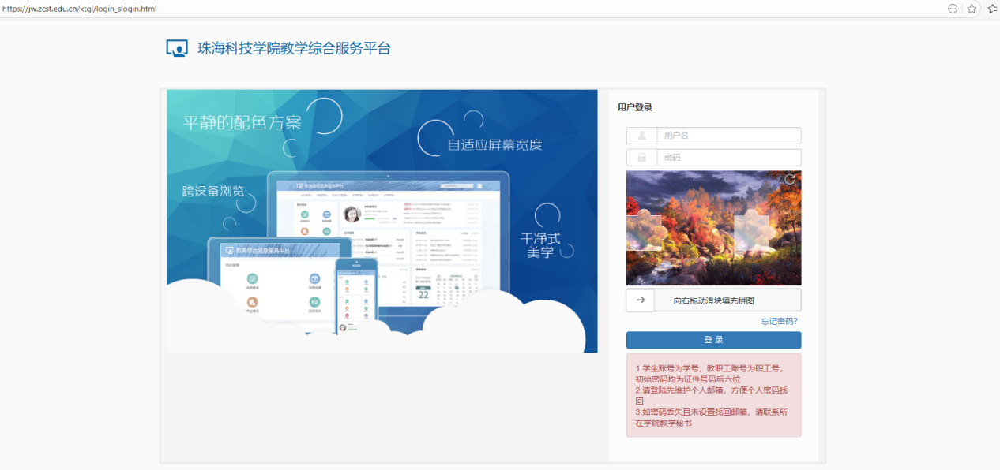 https://jw.zcst.edu.cn/xtgl/login_slogin.html
珠海科技学院教学综合服务平台
平静的配色方案
自适应屏幕宽度
跨设备浏览
干净式
美学
教务综合信息服务平台
22
用户登录
用户名
密码
向右拖动滑块填充拼图
忘记密码?
登 录
1.学生账号为学号，教职工账号为职工号，
初始密码均为证件号码后六位
2.请登陆先维护个人邮箱，方便个人密码找
回
3.如密码丢失且未设置找回邮箱，请联系所
在学院教学秘书